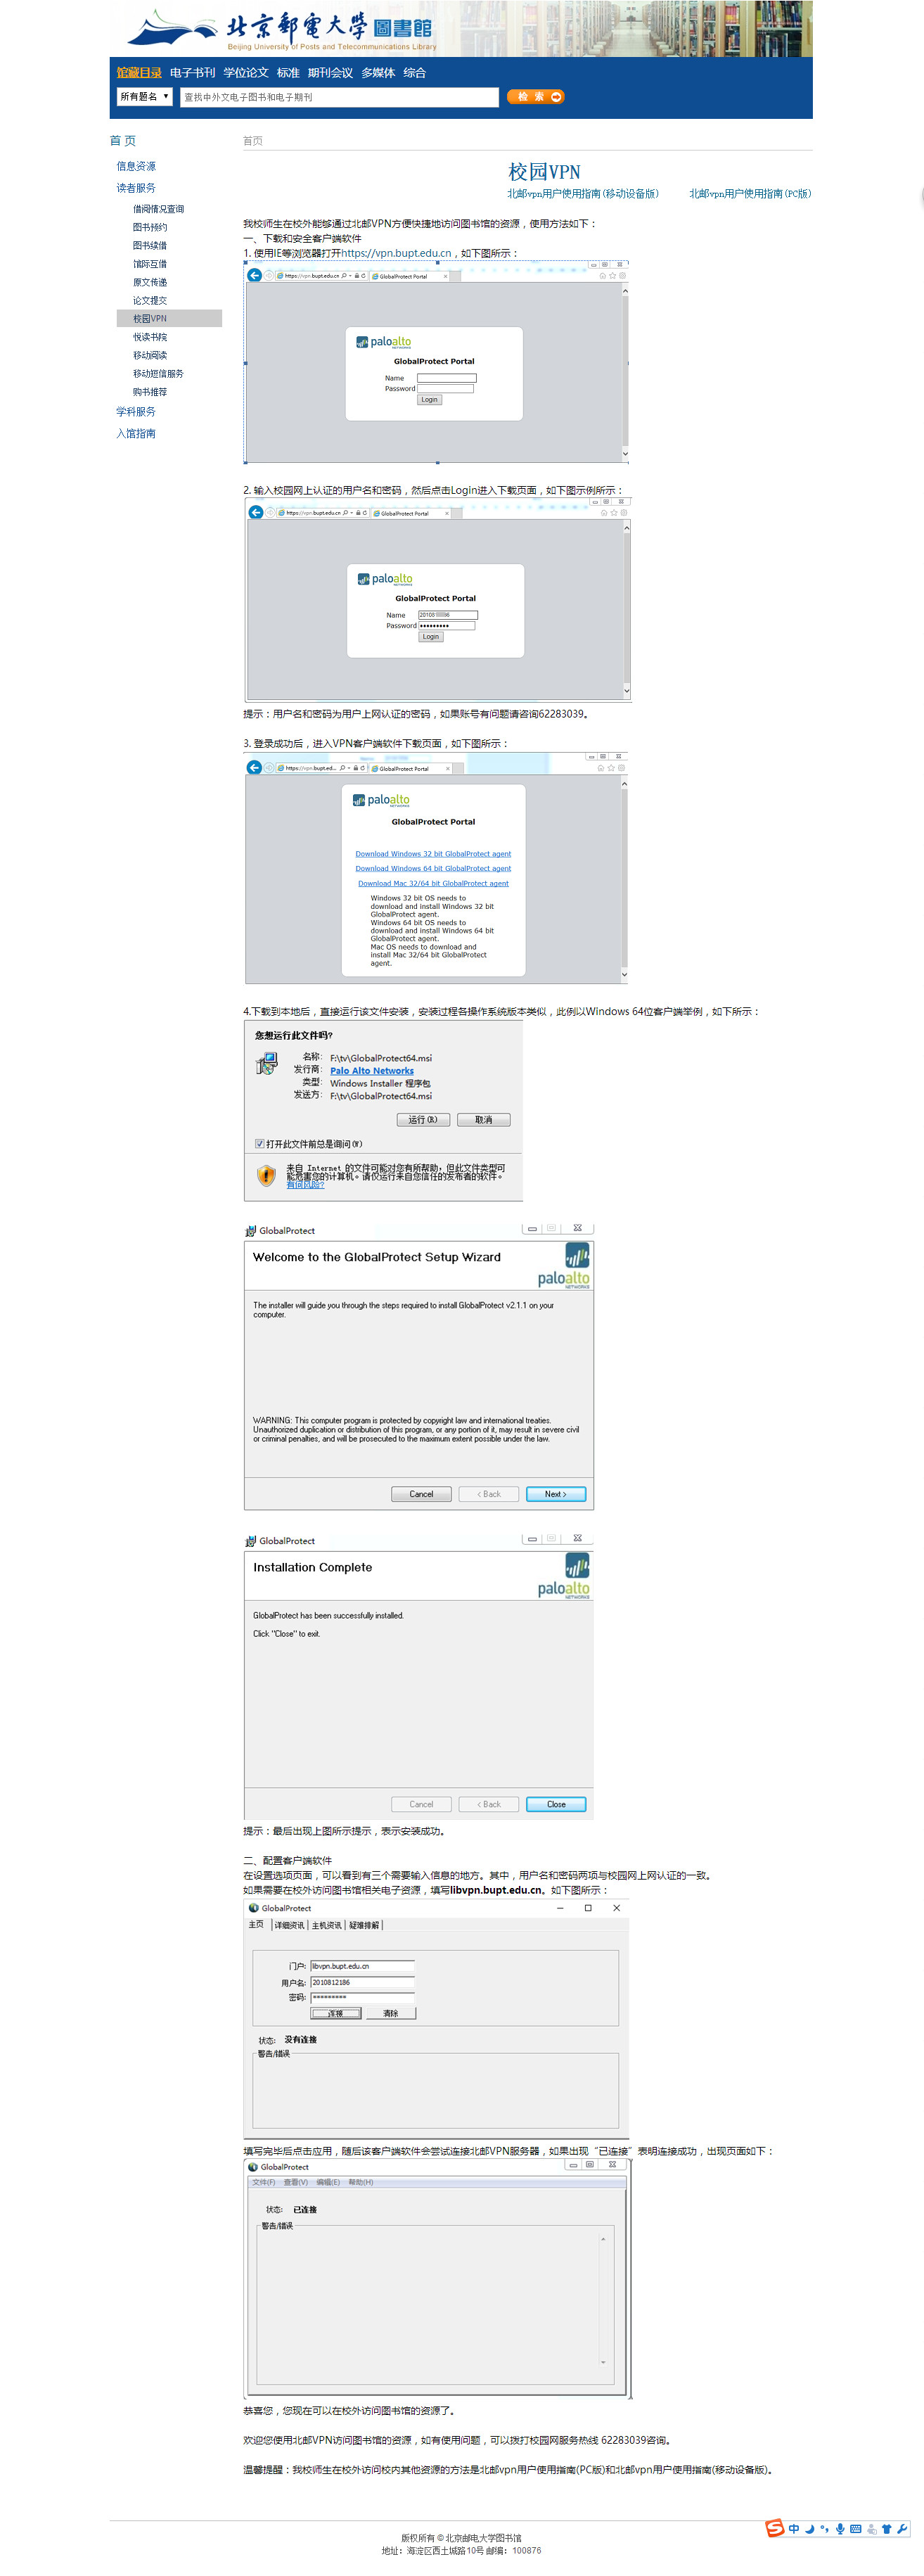 北京郵電大學 圖書館
Beijing University of Posts and Telecommunications Library
馆藏目录 电子书刊 学位论文 标准 期刊会议 多媒体 综合
所有题名 ▼ 查找中外文电子图书和电子期刊 检 索
首 页
信息资源
读者服务
借阅情况查询
图书预约
图书续借
馆际互借
原文传递
论文提交
校园VPN
悦读书院
移动阅读
移动短信服务
购书推荐
学科服务
入馆指南
首页
校园VPN
北邮vpn用户使用指南(移动设备版) 北邮vpn用户使用指南(PC版)
我校师生在校外能够通过北邮VPN方便快捷地访问图书馆的资源，使用方法如下：
一、下载和安全客户端软件
1. 使用IE等浏览器打开https://vpn.bupt.edu.cn，如下图所示：
https://vpn.bupt.edu.cn GlobalProtect Portal
paloalto
NETWORKS
GlobalProtect Portal
Name
Password
Login
2. 输入校园网上认证的用户名和密码，然后点击Login进入下载页面，如下图示例所示：
https://vpn.bupt.edu.cn GlobalProtect Portal
paloalto
NETWORKS
GlobalProtect Portal
Name
Password •••••••••
Login
提示：用户名和密码为用户上网认证的密码，如果账号有问题请咨询62283039。
3. 登录成功后，进入VPN客户端软件下载页面，如下图所示：
https://vpn.bupt.ed... GlobalProtect Portal
paloalto
NETWORKS
GlobalProtect Portal
Download Windows 32 bit GlobalProtect agent
Download Windows 64 bit GlobalProtect agent
Download Mac 32/64 bit GlobalProtect agent
Windows 32 bit OS needs to
download and install Windows 32 bit
GlobalProtect agent.
Windows 64 bit OS needs to
download and install Windows 64 bit
GlobalProtect agent.
Mac OS needs to download and
install Mac 32/64 bit GlobalProtect
agent.
4.下载到本地后，直接运行该文件安装，安装过程各操作系统版本类似，此例以Windows 64位客户端举例，如下所示：
您想运行此文件吗?
名称: F:\tv\GlobalProtect64.msi
发行商: Palo Alto Networks
类型: Windows Installer 程序包
发送方: F:\tv\GlobalProtect64.msi
运行(R) 取消
打开此文件前总是询问(W)
来自 Internet 的文件可能对您有所帮助，但此文件类型可
能危害您的计算机。请仅运行来自您信任的发布者的软件。
有何风险?
GlobalProtect
Welcome to the GlobalProtect Setup Wizard
paloalto
NETWORKS
The installer will guide you through the steps required to install GlobalProtect v2.1.1 on your
computer.
WARNING: This computer program is protected by copyright law and international treaties.
Unauthorized duplication or distribution of this program, or any portion of it, may result in severe civil
or criminal penalties, and will be prosecuted to the maximum extent possible under the law.
Cancel < Back Next >
GlobalProtect
Installation Complete
paloalto
NETWORKS
GlobalProtect has been successfully installed.
Click "Close" to exit.
Cancel < Back Close
提示：最后出现上图所示提示，表示安装成功。
二、配置客户端软件
在设置选项页面，可以看到有三个需要输入信息的地方。其中，用户名和密码两项与校园网上网认证的一致。
如果需要在校外访问图书馆相关电子资源，填写libvpn.bupt.edu.cn。如下图所示：
GlobalProtect
主页 详细资讯 主机资讯 疑难排解
门户: libvpn.bupt.edu.cn
用户名: 2010812186
密码: *********
连接 清除
状态: 没有连接
警告/错误
填写完毕后点击应用，随后该客户端软件会尝试连接北邮VPN服务器，如果出现“已连接”表明连接成功，出现页面如下：
GlobalProtect
文件(F) 查看(V) 编辑(E) 帮助(H)
状态: 已连接
警告/错误
恭喜您，您现在可以在校外访问图书馆的资源了。
欢迎您使用北邮VPN访问图书馆的资源，如有使用问题，可以拨打校园网服务热线 62283039咨询。
温馨提醒：我校师生在校外访问校内其他资源的方法是北邮vpn用户使用指南(PC版)和北邮vpn用户使用指南(移动设备版)。
S 中
版权所有 © 北京邮电大学图书馆
地址：海淀区西土城路10号 邮编：100876